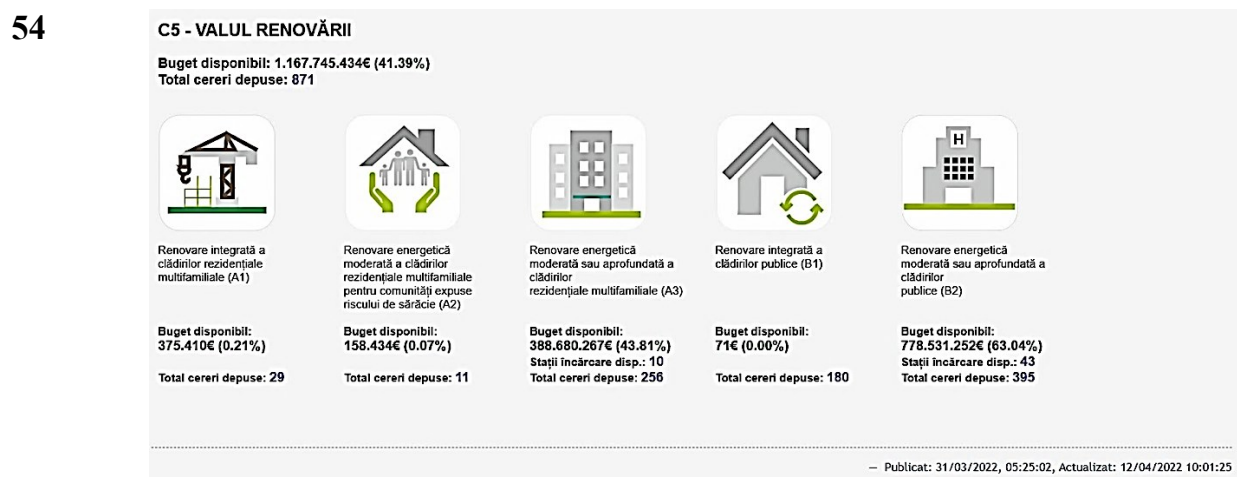 54
C5 - VALUL RENOVĂRII
Buget disponibil: 1.167.745.434€ (41.39%)
Total cereri depuse: 871
Renovare integrată a
clădirilor rezidențiale
multifamiliale (A1)
Buget disponibil:
375.410€ (0.21%)
Total cereri depuse: 29
Renovare energetică
moderată a clădirilor
rezidențiale multifamiliale
pentru comunități expuse
riscului de sărăcie (A2)
Buget disponibil:
158.434€ (0.07%)
Total cereri depuse: 11
Renovare energetică
moderată sau aprofundată a
clădirilor
rezidențiale multifamiliale (A3)
Buget disponibil:
388.680.267€ (43.81%)
Stații încărcare disp.: 10
Total cereri depuse: 256
Renovare integrată a
clădirilor publice (B1)
Buget disponibil:
71€ (0.00%)
Total cereri depuse: 180
H
Renovare energetică
moderată sau aprofundată a
clădirilor
publice (B2)
Buget disponibil:
778.531.252€ (63.04%)
Stații încărcare disp.: 43
Total cereri depuse: 395
— Publicat: 31/03/2022, 05:25:02, Actualizat: 12/04/2022 10:01:25